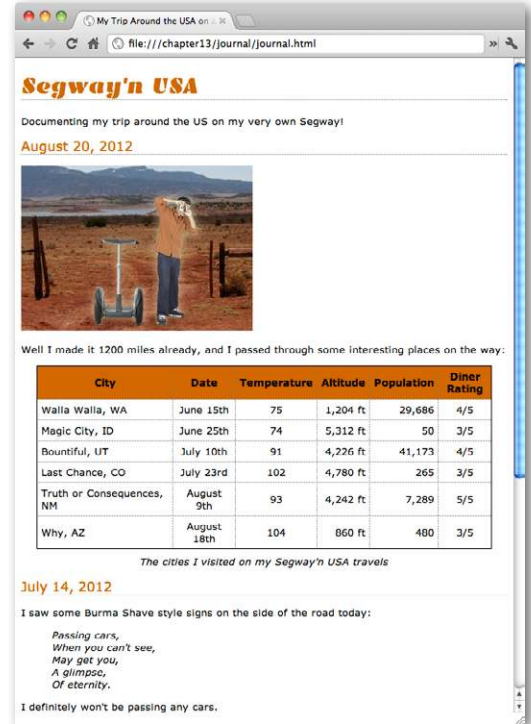 My Trip Around the USA on
file:///chapter13/journal/journal.html
Segway'n USA
Documenting my trip around the US on my very own Segway!
August 20, 2012
Well I made it 1200 miles already, and I passed through some interesting places on the way:
City Date Temperature Altitude Population Diner Rating
Walla Walla, WA June 15th 75 1,204 ft 29,686 4/5
Magic City, ID June 25th 74 5,312 ft 50 3/5
Bountiful, UT July 10th 91 4,226 ft 41,173 4/5
Last Chance, CO July 23rd 102 4,780 ft 265 3/5
Truth or Consequences, NM August 9th 93 4,242 ft 7,289 5/5
Why, AZ August 18th 104 860 ft 480 3/5
The cities I visited on my Segway'n USA travels
July 14, 2012
I saw some Burma Shave style signs on the side of the road today:
Passing cars,
When you can't see,
May get you,
A glimpse,
Of eternity.
I definitely won't be passing any cars.